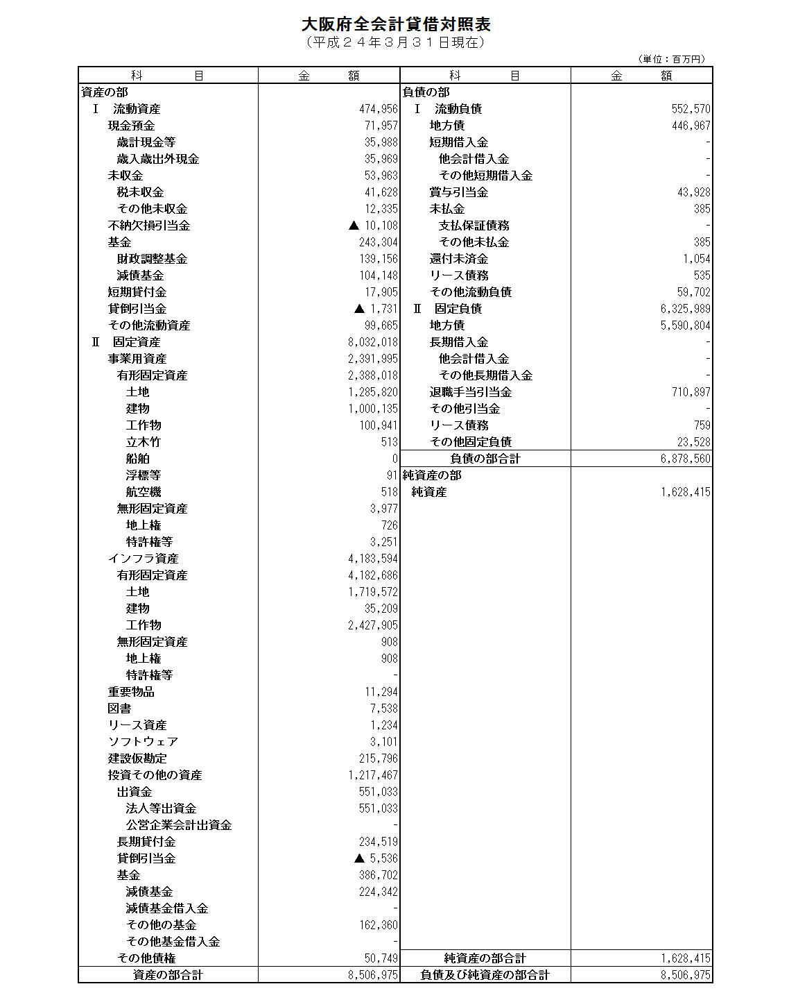 大阪府全会計貸借対照表
（平成２４年３月３１日現在）
（単位：百万円）
科　　目　　金　　額　　科　　目　　金　　額
資産の部　　負債の部
Ⅰ　流動資産　474,956　Ⅰ　流動負債　552,570
現金預金　71,957　地方債　446,967
歳計現金等　35,988　短期借入金　-
歳入歳出外現金　35,969　他会計借入金　-
未収金　53,963　その他短期借入金　-
税未収金　41,628　賞与引当金　43,928
その他未収金　12,335　未払金　385
不納欠損引当金　▲ 10,108　支払保証債務　-
基金　243,304　その他未払金　385
財政調整基金　139,156　還付未済金　1,054
減債基金　104,148　リース債務　535
短期貸付金　17,905　その他流動負債　59,702
貸倒引当金　▲ 1,731　Ⅱ　固定負債　6,325,989
その他流動資産　99,665　地方債　5,590,804
Ⅱ　固定資産　8,032,018　長期借入金　-
事業用資産　2,391,995　他会計借入金　-
有形固定資産　2,388,018　その他長期借入金　-
土地　1,285,820　退職手当引当金　710,897
建物　1,000,135　その他引当金　-
工作物　100,941　リース債務　759
立木竹　513　その他固定負債　23,528
船舶　0　負債の部合計　6,878,560
浮標等　91　純資産の部
航空機　518　純資産　1,628,415
無形固定資産　3,977
地上権　726
特許権等　3,251
インフラ資産　4,183,594
有形固定資産　4,182,686
土地　1,719,572
建物　35,209
工作物　2,427,905
無形固定資産　908
地上権　908
特許権等　-
重要物品　11,294
図書　7,538
リース資産　1,234
ソフトウェア　3,101
建設仮勘定　215,796
投資その他の資産　1,217,467
出資金　551,033
法人等出資金　551,033
公営企業会計出資金　-
長期貸付金　234,519
貸倒引当金　▲ 5,536
基金　386,702
減債基金　224,342
減債基金借入金　-
その他の基金　162,360
その他基金借入金　-
その他債権　50,749　純資産の部合計　1,628,415
資産の部合計　8,506,975　負債及び純資産の部合計　8,506,975